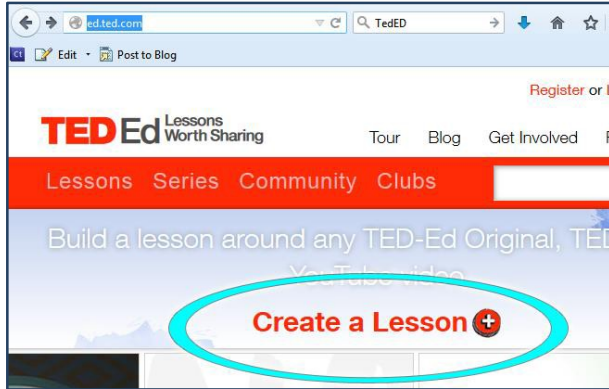 ed.ted.com TedED
Edit Post to Blog
Register or
TED Ed Lessons Worth Sharing
Tour Blog Get Involved
Lessons Series Community Clubs
Build a lesson around any TED-Ed Original, TED
YouTube video
Create a Lesson